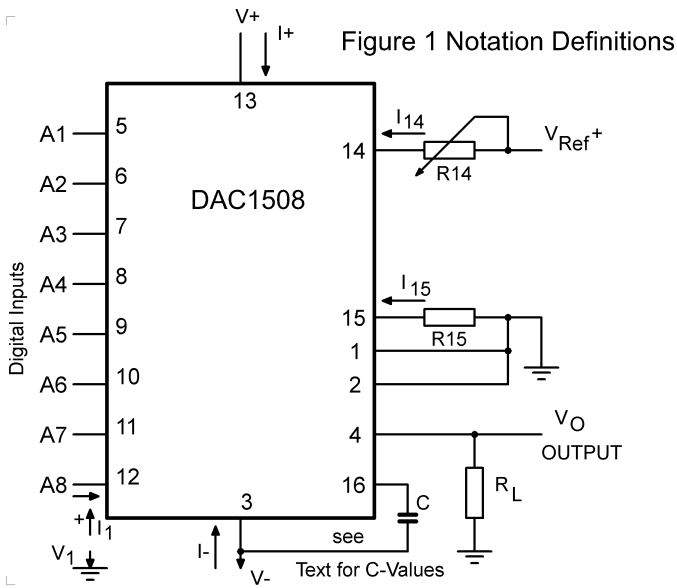 V+
I+
Figure 1 Notation Definitions
13
A1
5
I14
14
VRef+
R14
A2
6
DAC1508
A3
7
Digital Inputs
A4
8
I15
A5
9
15
R15
1
A6
10
2
A7
11
4
VO
OUTPUT
A8
12
16
C
RL
3
+
I1
V1
I-
V-
see
Text for C-Values